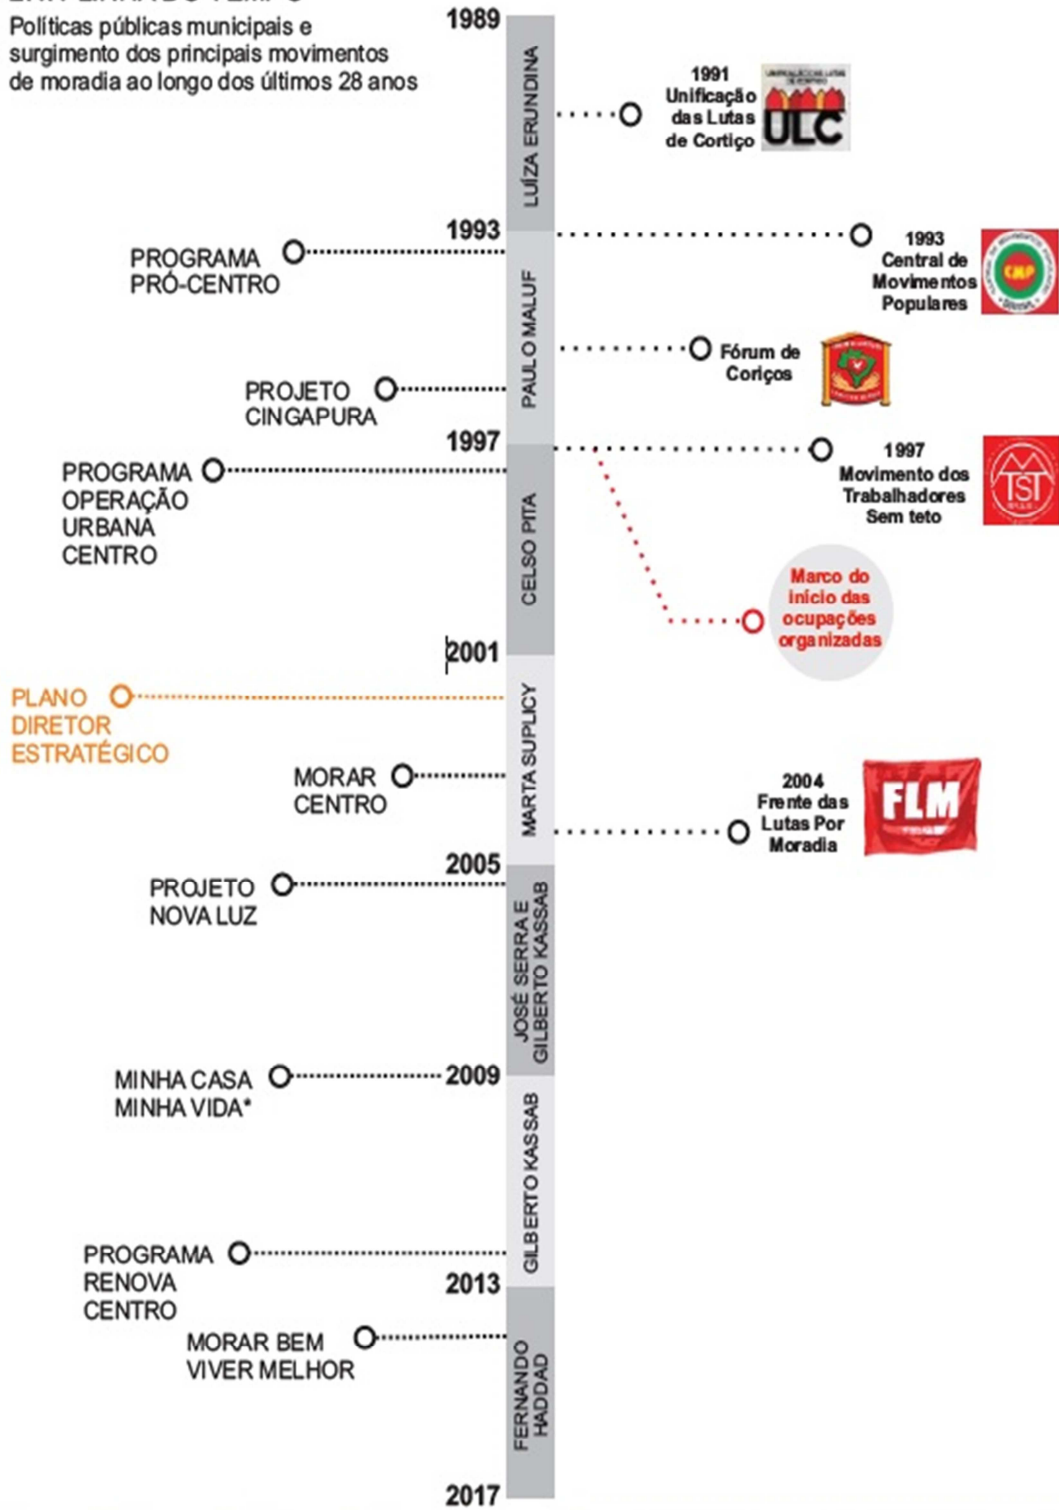 Políticas públicas municipais e
surgimento dos principais movimentos
de moradia ao longo dos últimos 28 anos
1989
LUÍZA ERUNDINA
1991
Unificação
das Lutas
de Cortiço
ULC
1993
PROGRAMA
PRÓ-CENTRO
PAULO MALUF
1993
Central de
Movimentos
Populares
CMP
Fórum de
Coriços
PROJETO
CINGAPURA
1997
PROGRAMA
OPERAÇÃO
URBANA
CENTRO
CELSO PITA
1997
Movimento dos
Trabalhadores
Sem teto
MTST
Marco do
início das
ocupações
organizadas
2001
PLANO
DIRETOR
ESTRATÉGICO
MARTA SUPLICY
MORAR
CENTRO
2004
Frente das
Lutas Por
Moradia
FLM
2005
PROJETO
NOVA LUZ
JOSÉ SERRA E
GILBERTO KASSAB
MINHA CASA
MINHA VIDA*
2009
GILBERTO KASSAB
PROGRAMA
RENOVA
CENTRO
2013
MORAR BEM
VIVER MELHOR
FERNANDO
HADDAD
2017